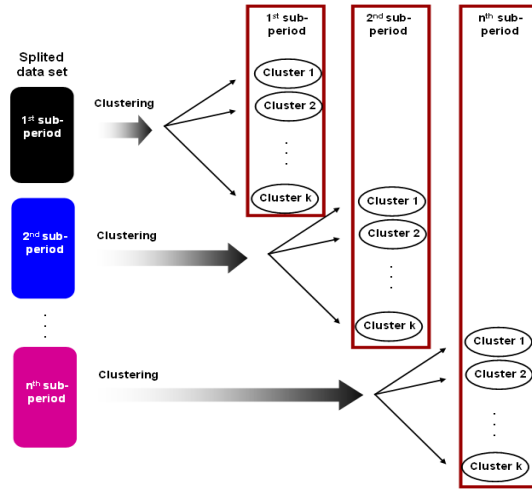 1st sub-
period
2nd sub-
period
nth sub-
period
Splited
data set
1st sub-
period
Clustering
Cluster 1
Cluster 2
. . .
Cluster k
2nd sub-
period
Clustering
Cluster 1
Cluster 2
. . .
Cluster k
. . .
nth sub-
period
Clustering
Cluster 1
Cluster 2
. . .
Cluster k